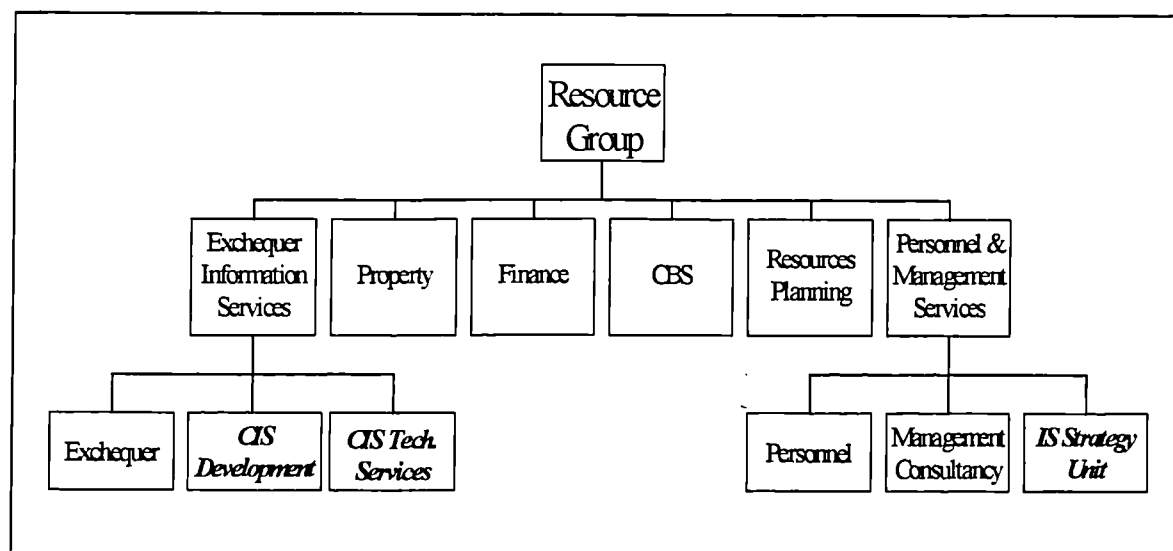 Resource
Group
Exchequer
Information
Services
Property
Finance
CBS
Resources
Planning
Personnel &
Management
Services
Exchequer
CIS
Development
CIS Tech.
Services
Personnel
Management
Consultancy
IS Strategy
Unit